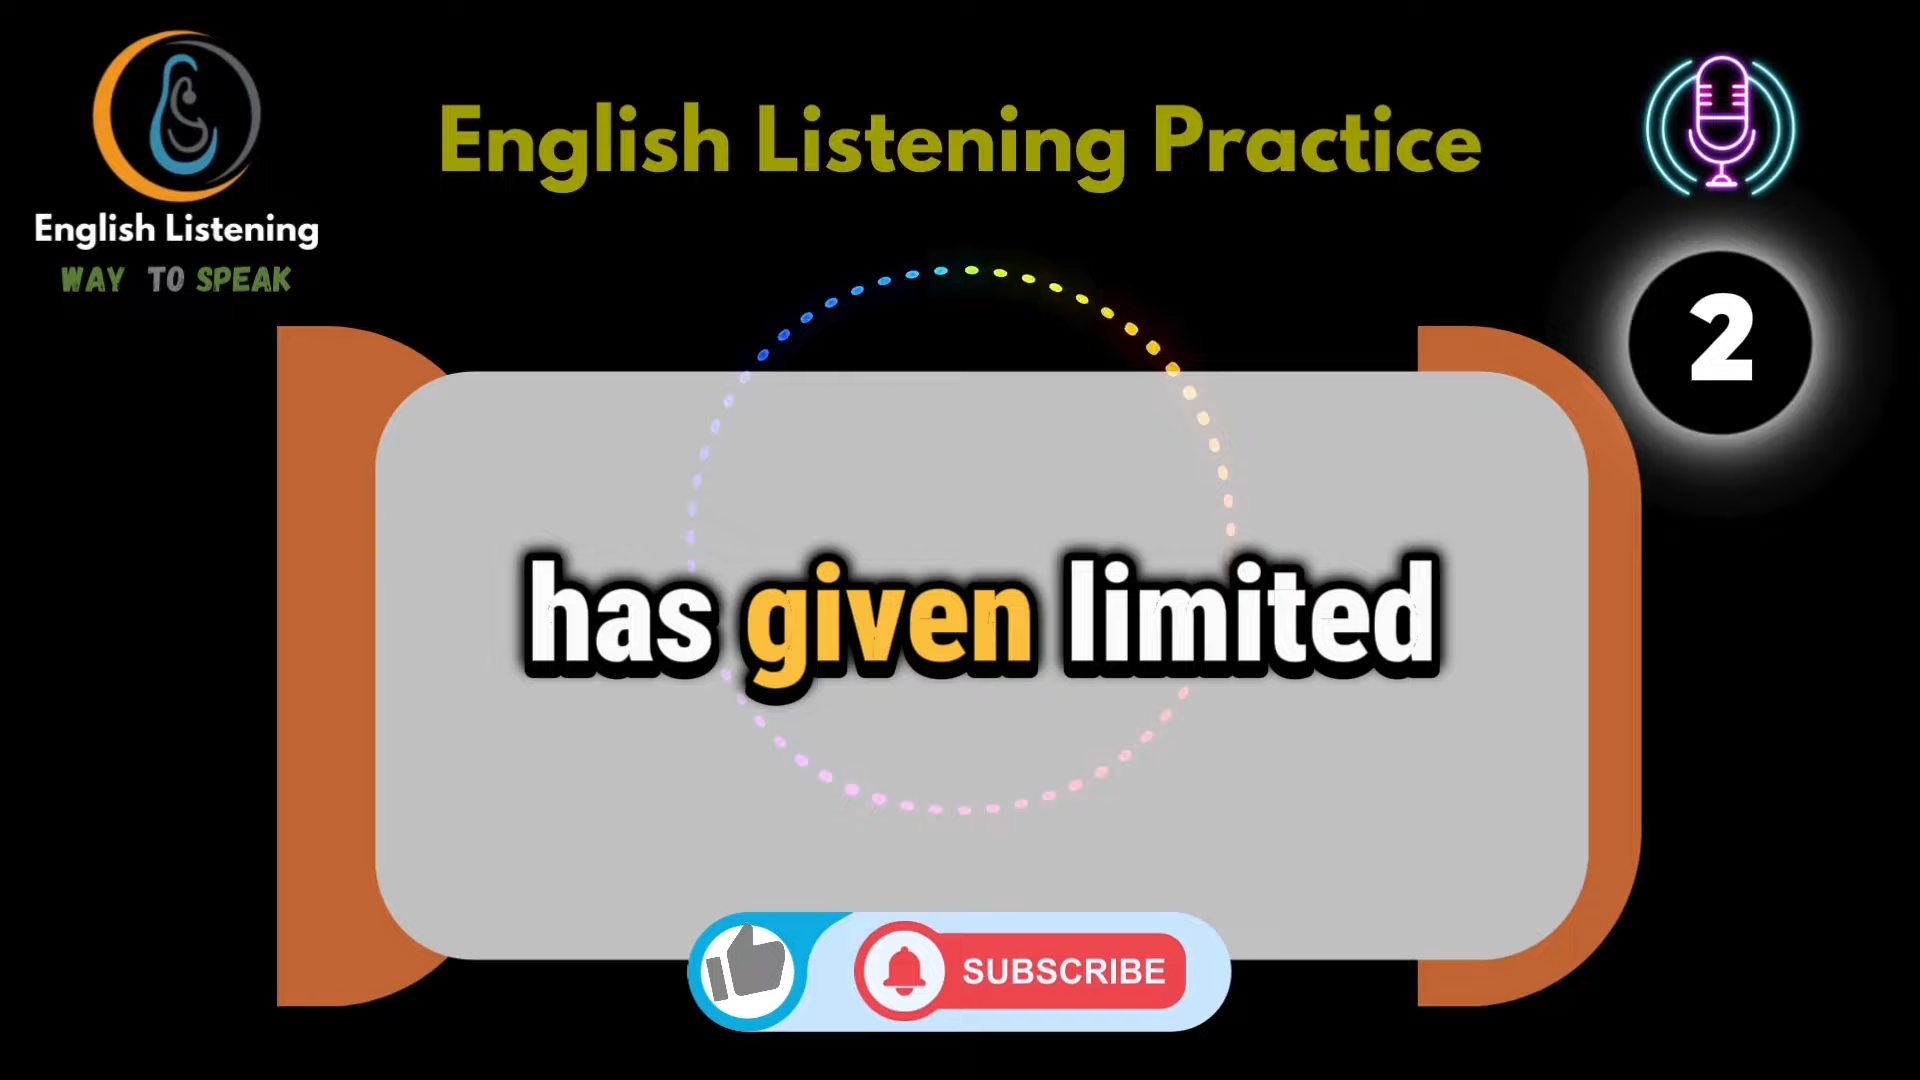 English Listening Practice
English Listening
WAY TO SPEAK
2
has given limited
SUBSCRIBE